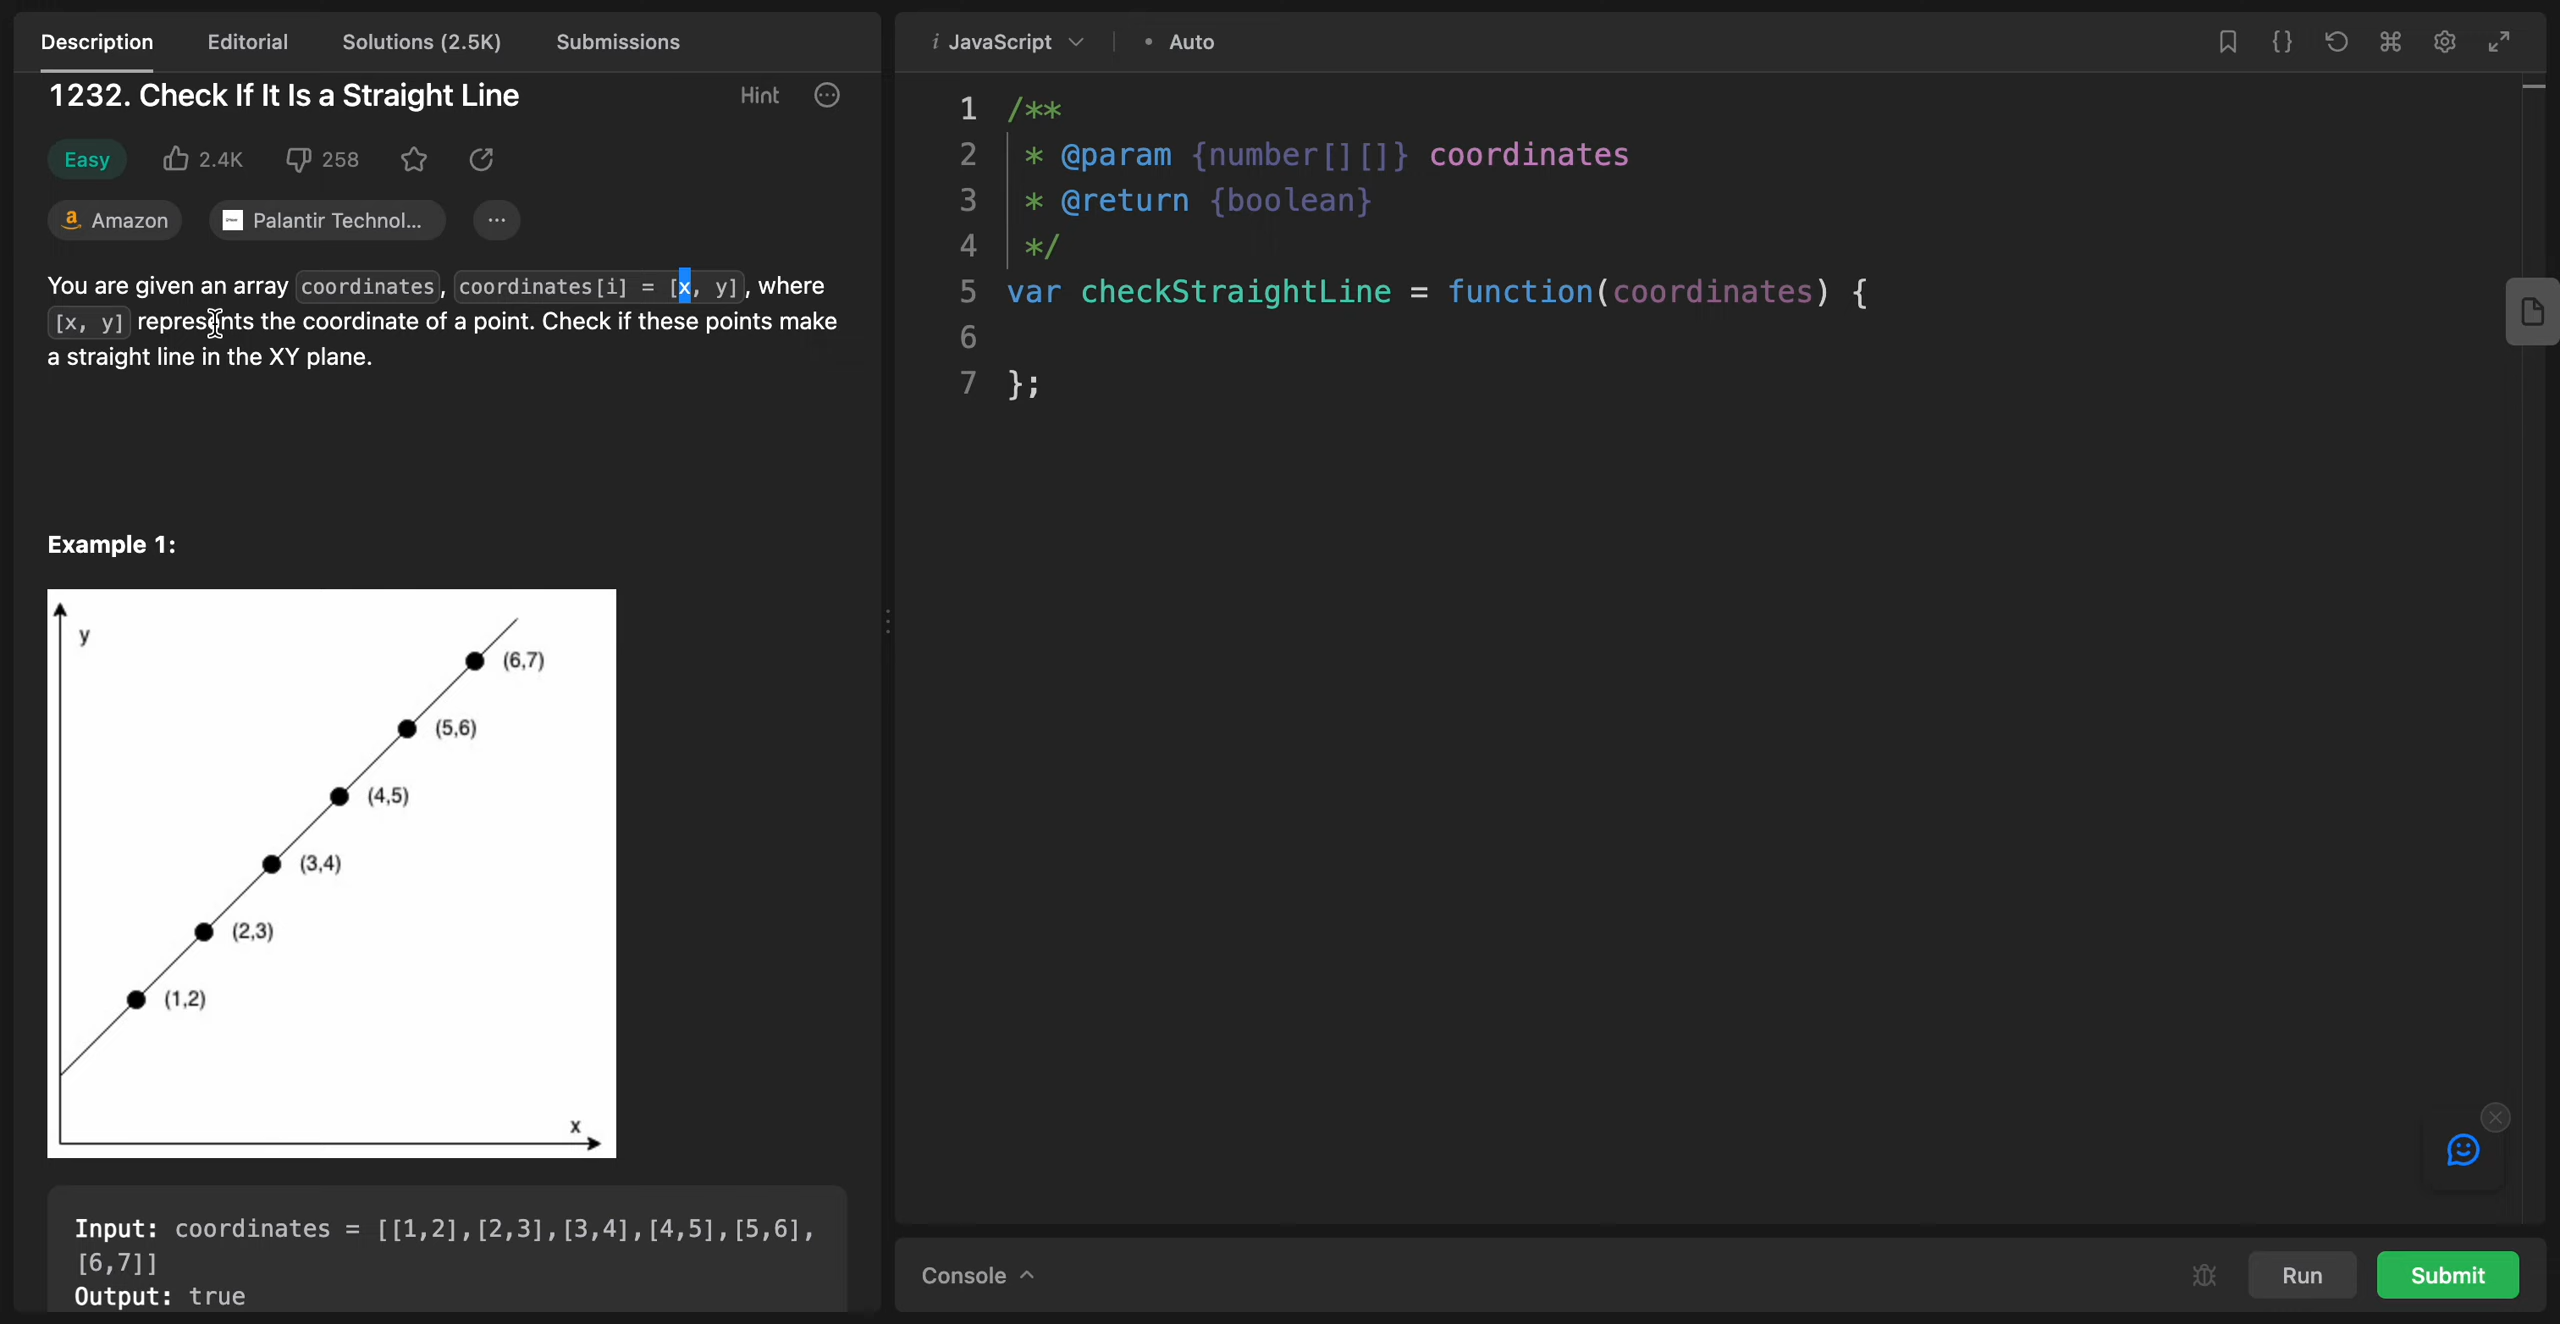 Description Editorial Solutions (2.5K) Submissions
1232. Check If It Is a Straight Line Hint
Easy 2.4K 258
Amazon Palantir Technol... ...
You are given an array coordinates, coordinates[i] = [x, y], where
[x, y] represents the coordinate of a point. Check if these points make
a straight line in the XY plane.
Example 1:
y
(6,7)
(5,6)
(4,5)
(3,4)
(2,3)
(1,2)
x
Input: coordinates = [[1,2],[2,3],[3,4],[4,5],[5,6],
[6,7]]
Output: true
i JavaScript • Auto
1 /**
2 * @param {number[][]} coordinates
3 * @return {boolean}
4 */
5 var checkStraightLine = function(coordinates) {
6
7 };
Console Run Submit